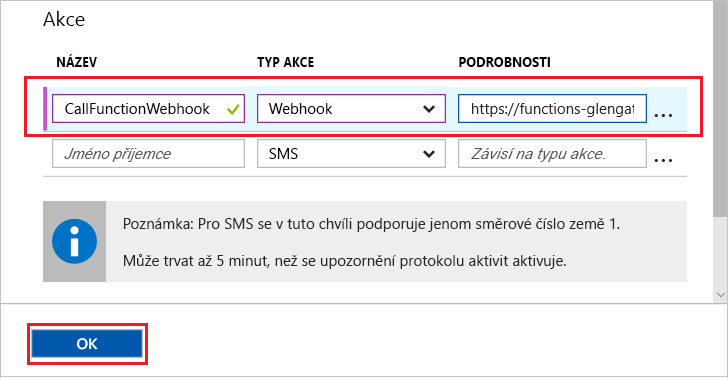 Akce
NÁZEV TYP AKCE PODROBNOSTI
CallFunctionWebhook Webhook https://functions-glengat ...
Jméno příjemce SMS Závisí na typu akce. ...
Poznámka: Pro SMS se v tuto chvíli podporuje jenom směrové číslo země 1.
Může trvat až 5 minut, než se upozornění protokolu aktivit aktivuje.
OK